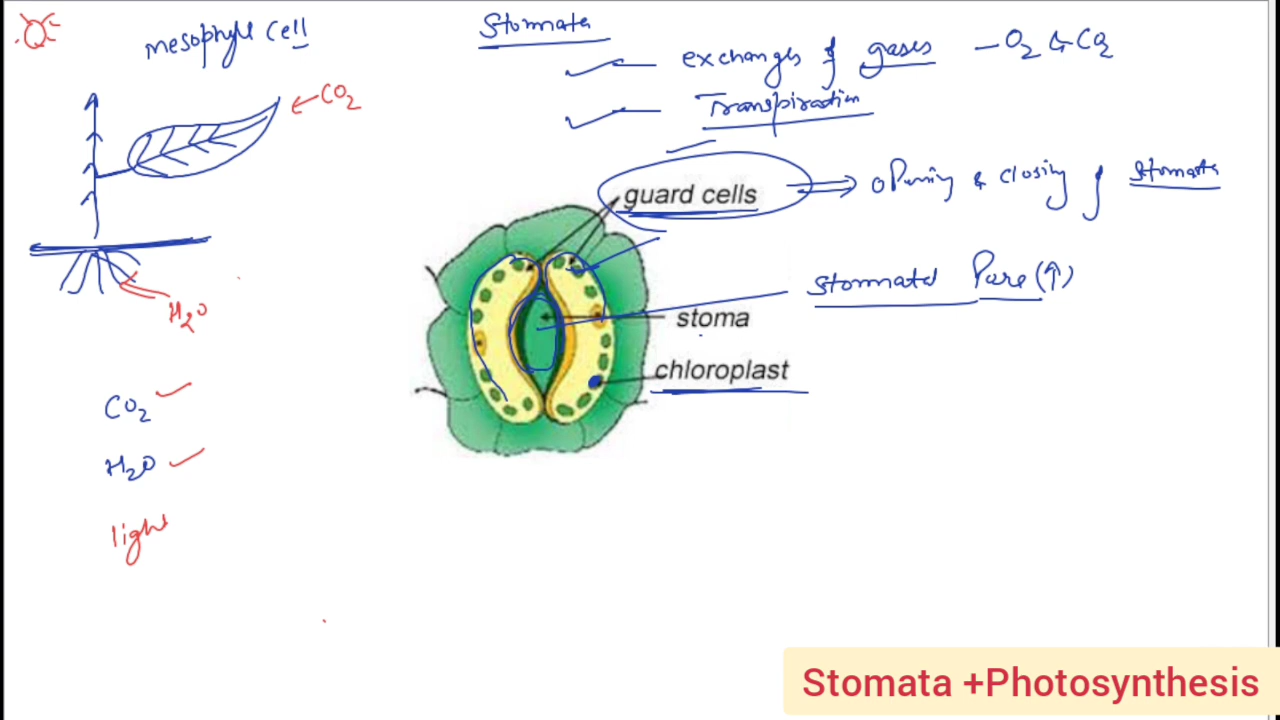 mesophyll cell
CO2
H2O
CO2
H2O
light
Stomata
exchanges of gases - O2 & CO2
Transpiration
guard cells
opening & closing of stomata
stomatal Pore (↑)
stoma
chloroplast
Stomata +Photosynthesis